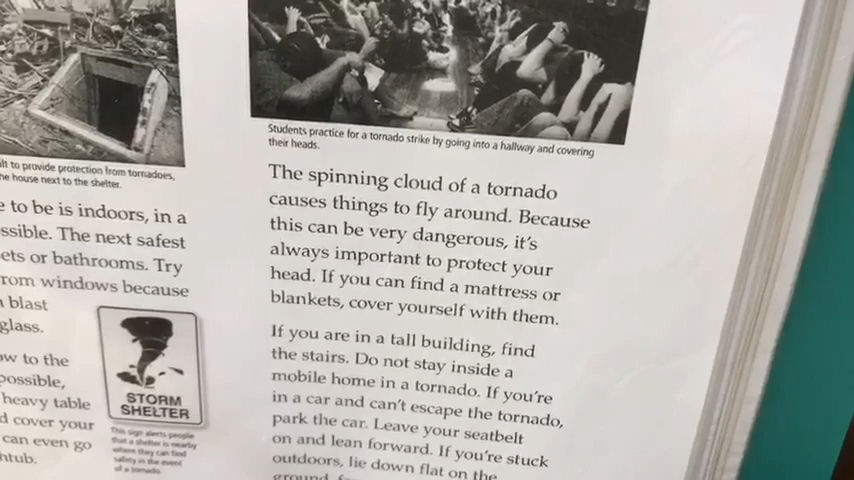 lt to provide protection from tornadoes,
he house next to the shelter.
e to be is indoors, in a
ssible. The next safest
ets or bathrooms. Try
rom windows because
blast
glass.
ow to the
possible,
heavy table
d cover your
can even go
htub.
STORM
SHELTER
This sign alerts people
that a shelter is nearby
where they can find
safety in the event
of a tornado.
Students practice for a tornado strike by going into a hallway and covering
their heads.
The spinning cloud of a tornado
causes things to fly around. Because
this can be very dangerous, it's
always important to protect your
head. If you can find a mattress or
blankets, cover yourself with them.
If you are in a tall building, find
the stairs. Do not stay inside a
mobile home in a tornado. If you're
in a car and can't escape the tornado,
park the car. Leave your seatbelt
on and lean forward. If you're stuck
outdoors, lie down flat on the
ground,